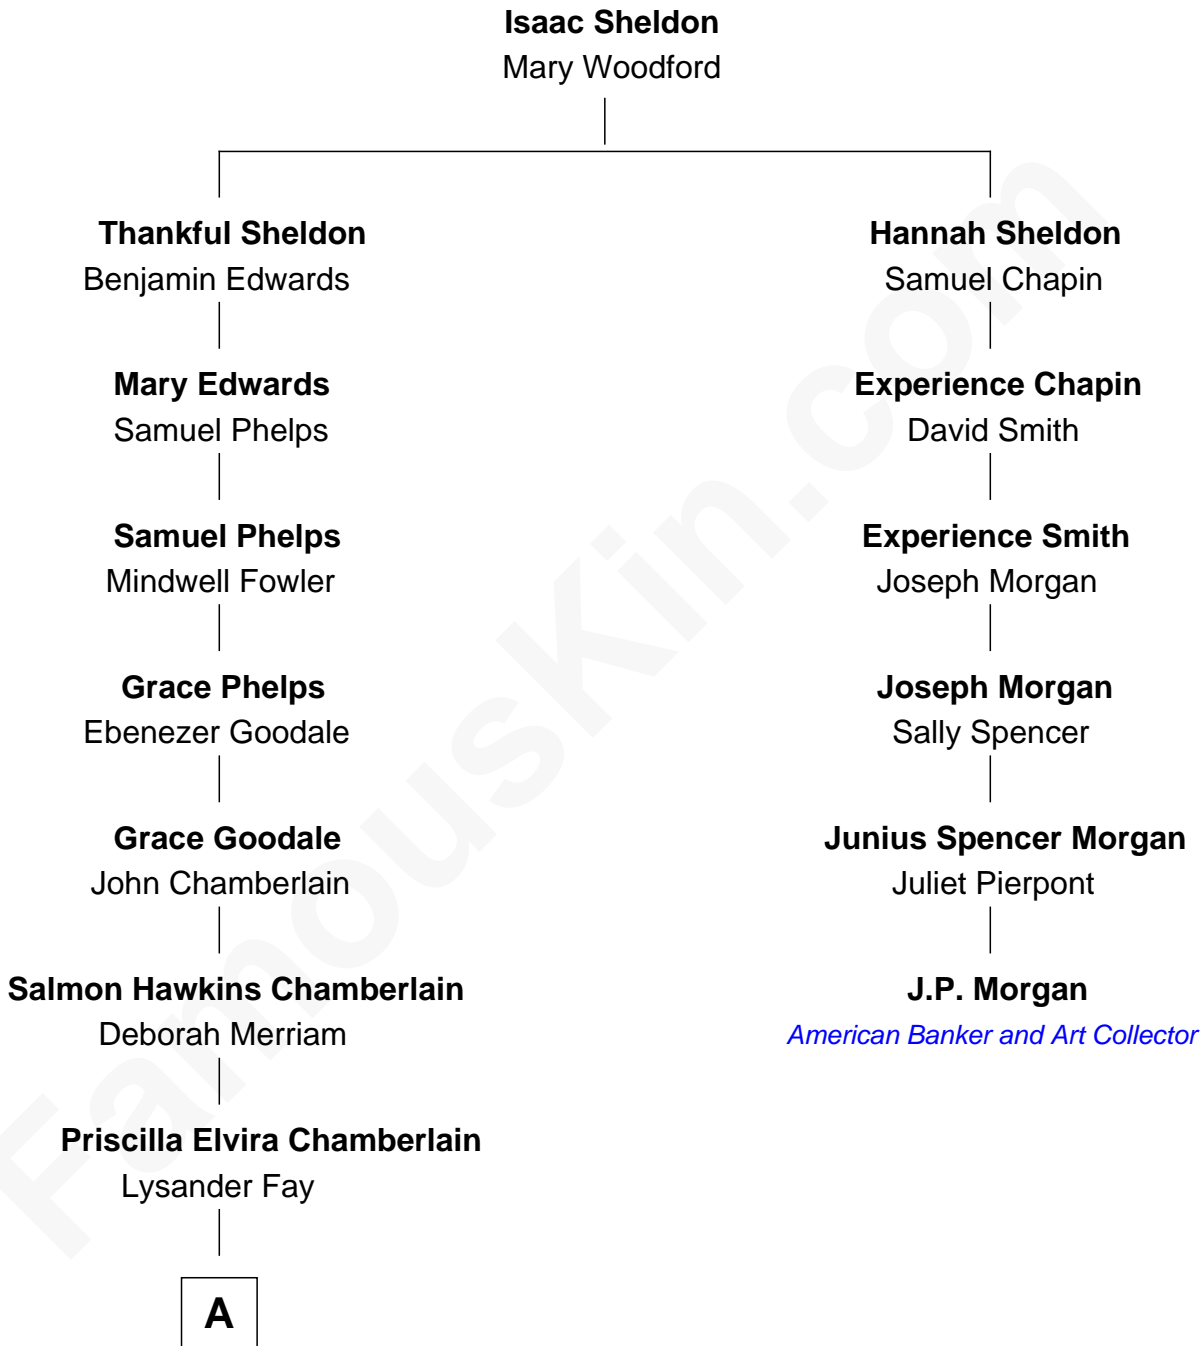 Isaac Sheldon
Mary Woodford
Thankful Sheldon
Benjamin Edwards
Hannah Sheldon
Samuel Chapin
Mary Edwards
Samuel Phelps
Experience Chapin
David Smith
Samuel Phelps
Mindwell Fowler
Experience Smith
Joseph Morgan
Grace Phelps
Ebenezer Goodale
Joseph Morgan
Sally Spencer
Grace Goodale
John Chamberlain
Junius Spencer Morgan
Juliet Pierpont
Salmon Hawkins Chamberlain
Deborah Merriam
J.P. Morgan
American Banker and Art Collector
Priscilla Elvira Chamberlain
Lysander Fay
A
FamousKin.com